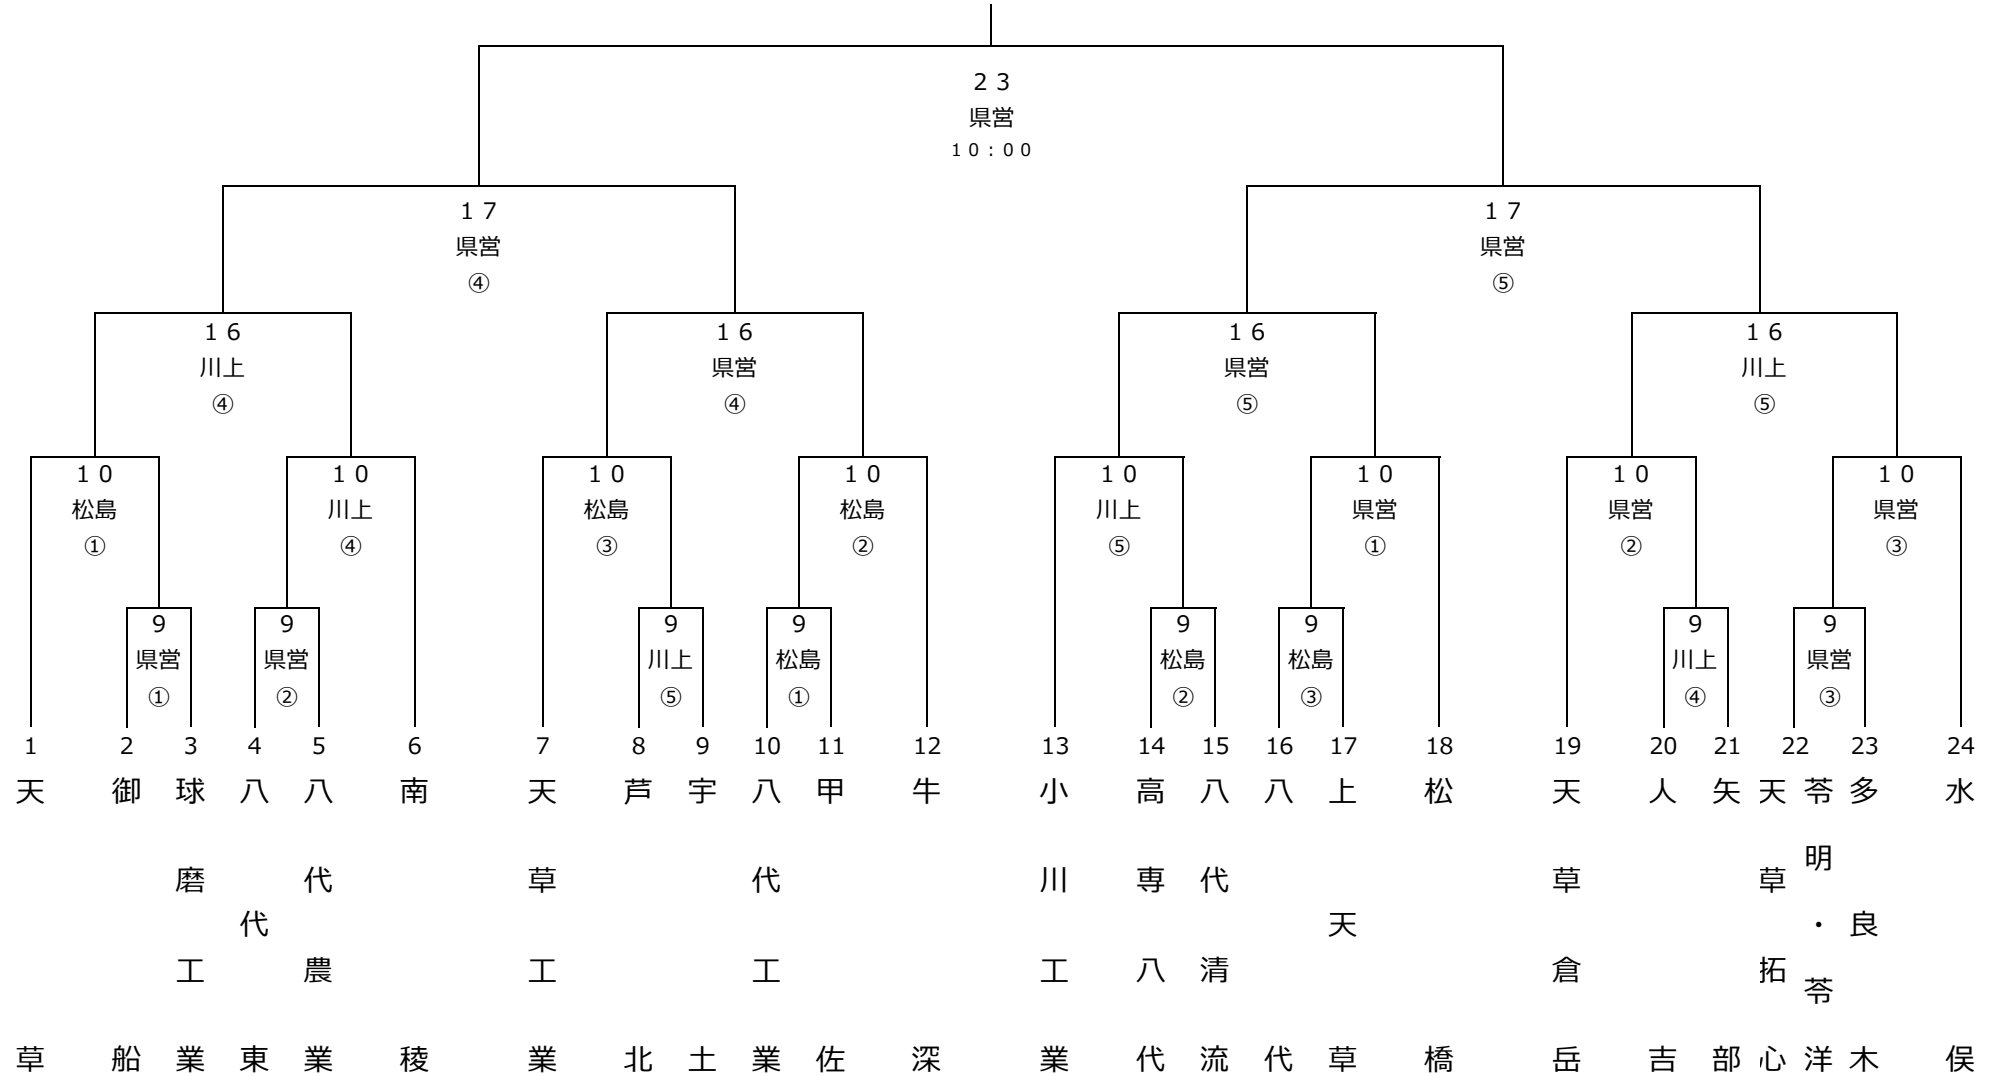 ２３
県営
１０：００
１７
県営
④
１７
県営
⑤
１６
川上
④
１６
県営
④
１６
県営
⑤
１６
川上
⑤
１０
松島
①
１０
川上
④
１０
松島
③
１０
松島
②
１０
川上
⑤
１０
県営
①
１０
県営
②
１０
県営
③
９
県営
①
９
県営
②
９
川上
⑤
９
松島
①
９
松島
②
９
松島
③
９
川上
④
９
県営
③
1
天草
2
御船
3
球磨工業
4
八代東
5
八代農業
6
南稜
7
天草工業
8
芦北
9
宇土
10
八代工業
11
甲佐
12
牛深
13
小川工業
14
高専八代
15
八代清流
16
八代
17
上天草
18
松橋
19
天草倉岳
20
人吉
21
矢部
22
天草拓心
苓明・苓洋
23
多良木
24
水俣